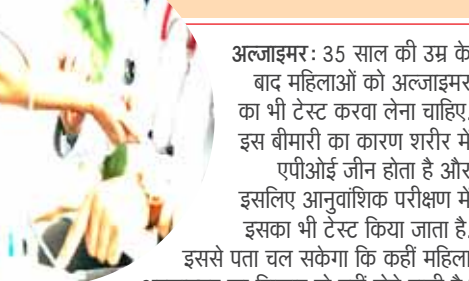 अल्जाइमर: 35 साल की उम्र के
बाद महिलाओं को अल्जाइमर
का भी टेस्ट करवा लेना चाहिए.
इस बीमारी का कारण शरीर में
एपीओई जीन होता है और
इसलिए आनुवांशिक परीक्षण में
इसका भी टेस्ट किया जाता है.
इससे पता चल सकेगा कि कहीं महिला